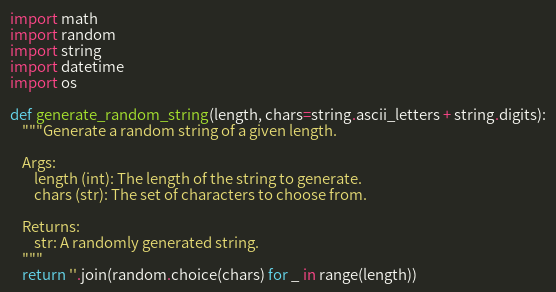 import math
import random
import string
import datetime
import os

def generate_random_string(length, chars=string.ascii_letters + string.digits):
    """Generate a random string of a given length.

    Args:
        length (int): The length of the string to generate.
        chars (str): The set of characters to choose from.

    Returns:
        str: A randomly generated string.
    """
    return ''.join(random.choice(chars) for _ in range(length))